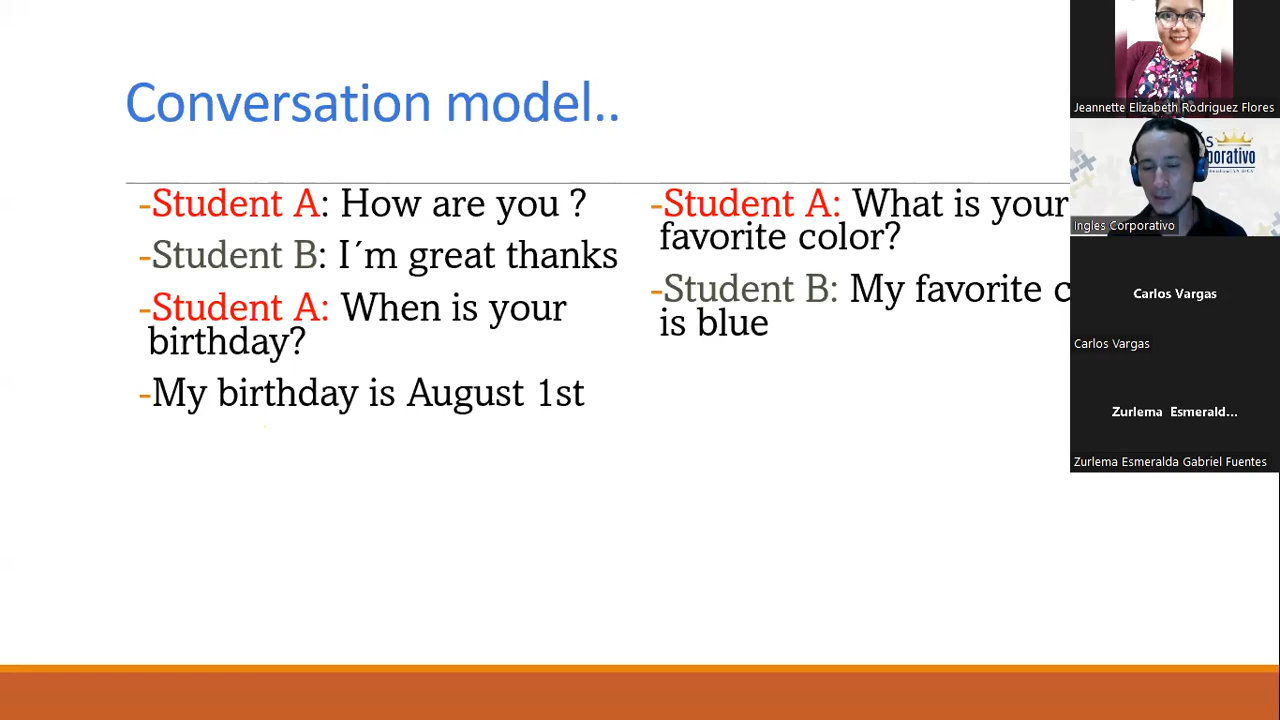 Conversation model..
-Student A: How are you ?
-Student B: I´m great thanks
-Student A: When is your
birthday?
-My birthday is August 1st
-Student A: What is your
favorite color?
-Student B: My favorite c
is blue
Jeannette Elizabeth Rodriguez Flores
porativo
Ingles Corporativo
Carlos Vargas
Carlos Vargas
Zurlema Esmerald...
Zurlema Esmeralda Gabriel Fuentes